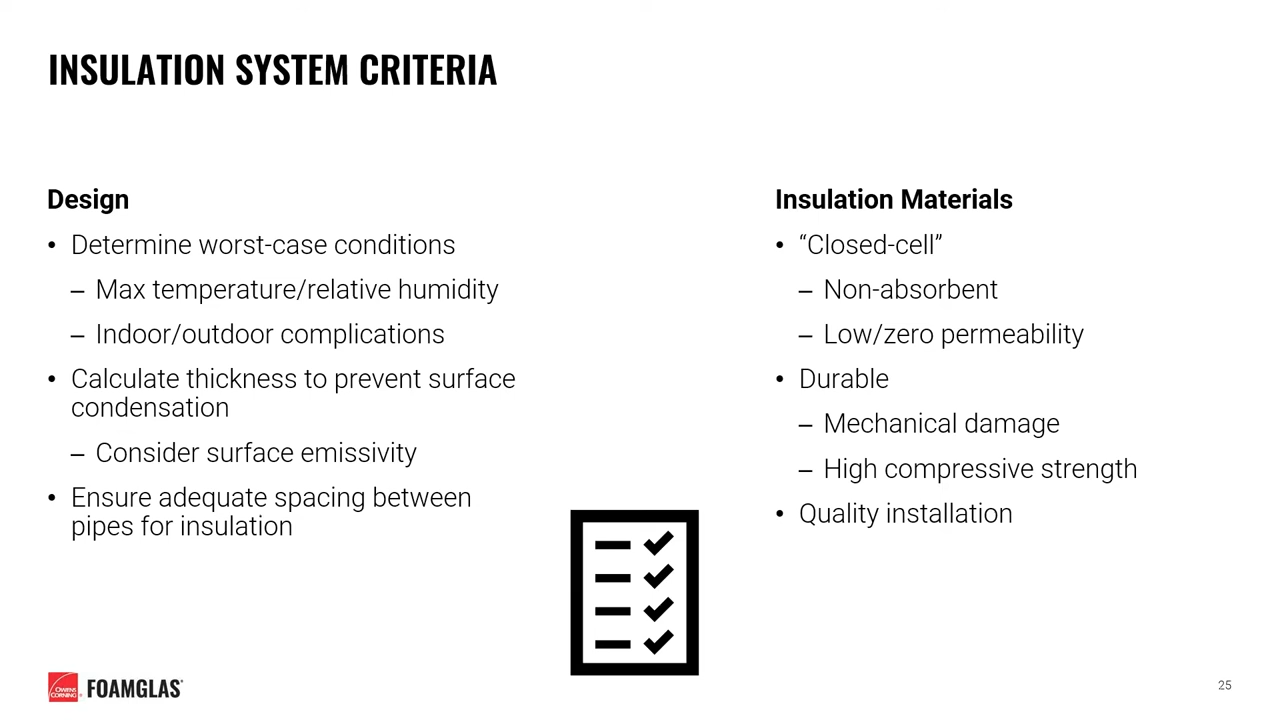 INSULATION SYSTEM CRITERIA
Design
• Determine worst-case conditions
– Max temperature/relative humidity
– Indoor/outdoor complications
• Calculate thickness to prevent surface
condensation
– Consider surface emissivity
• Ensure adequate spacing between
pipes for insulation
Insulation Materials
• “Closed-cell”
– Non-absorbent
– Low/zero permeability
• Durable
– Mechanical damage
– High compressive strength
• Quality installation
OWENS
CORNING
FOAMGLAS®
25